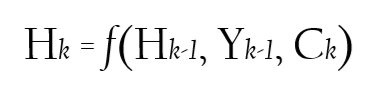 Hk = f(Hk-1, Yk-1, Ck)